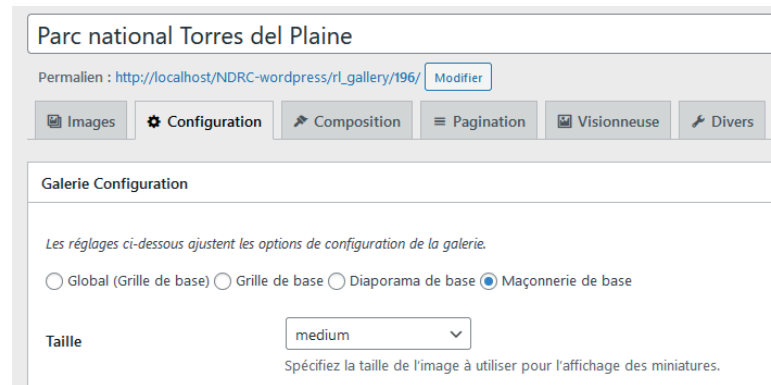 Parc national Torres del Plaine
Permalien : http://localhost/NDRC-wordpress/rl_gallery/196/ Modifier
Images Configuration Composition Pagination Visionneuse Divers
Galerie Configuration
Les réglages ci-dessous ajustent les options de configuration de la galerie.
Global (Grille de base) Grille de base Diaporama de base Maçonnerie de base
Taille medium
Spécifiez la taille de l'image à utiliser pour l'affichage des miniatures.